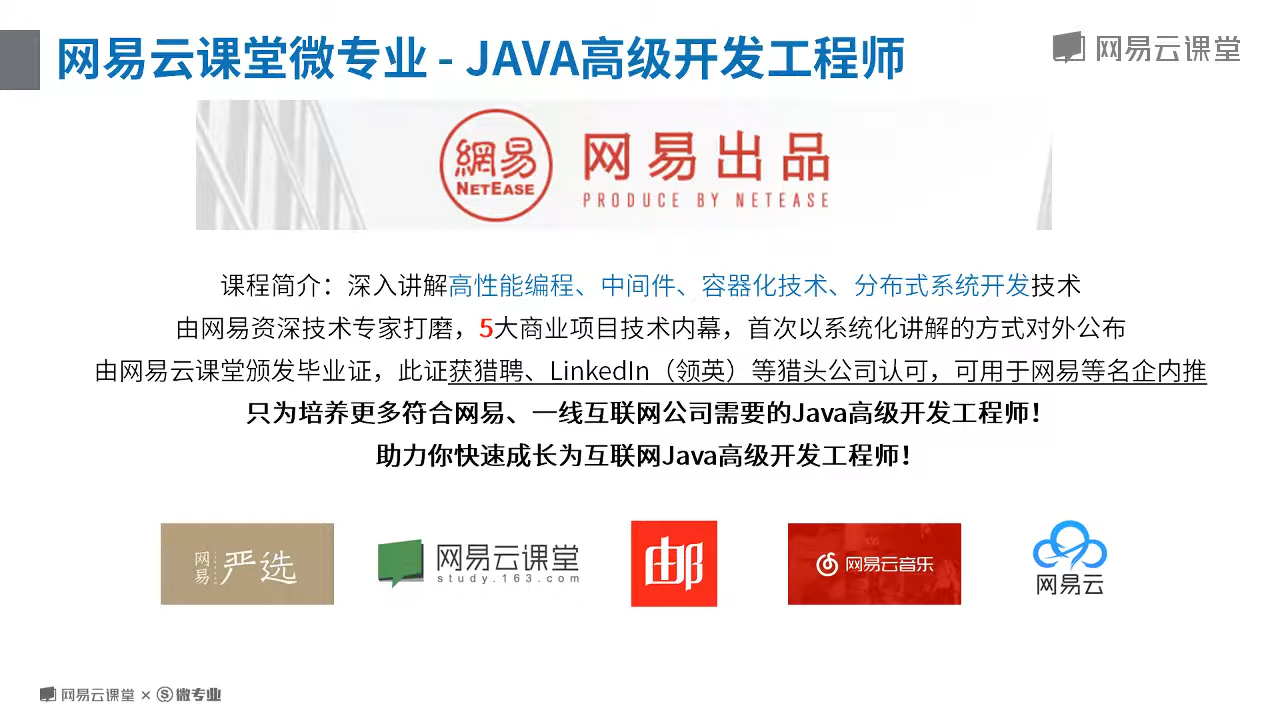 网易云课堂微专业 - JAVA高级开发工程师
网易云课堂
網易
NETEASE
网易出品
PRODUCE BY NETEASE
课程简介：深入讲解高性能编程、中间件、容器化技术、分布式系统开发技术
由网易资深技术专家打磨，5大商业项目技术内幕，首次以系统化讲解的方式对外公布
由网易云课堂颁发毕业证，此证获猎聘、LinkedIn（领英）等猎头公司认可，可用于网易等名企内推
只为培养更多符合网易、一线互联网公司需要的Java高级开发工程师！
助力你快速成长为互联网Java高级开发工程师！
网易严选
网易云课堂
study.163.com
邮
网易云音乐
网易云
网易云课堂 × Ⓢ微专业